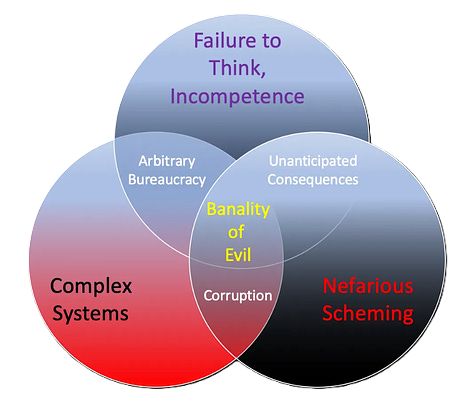 Failure to
Think,
Incompetence
Arbitrary
Bureaucracy
Unanticipated
Consequences
Banality
of
Evil
Complex
Systems
Corruption
Nefarious
Scheming